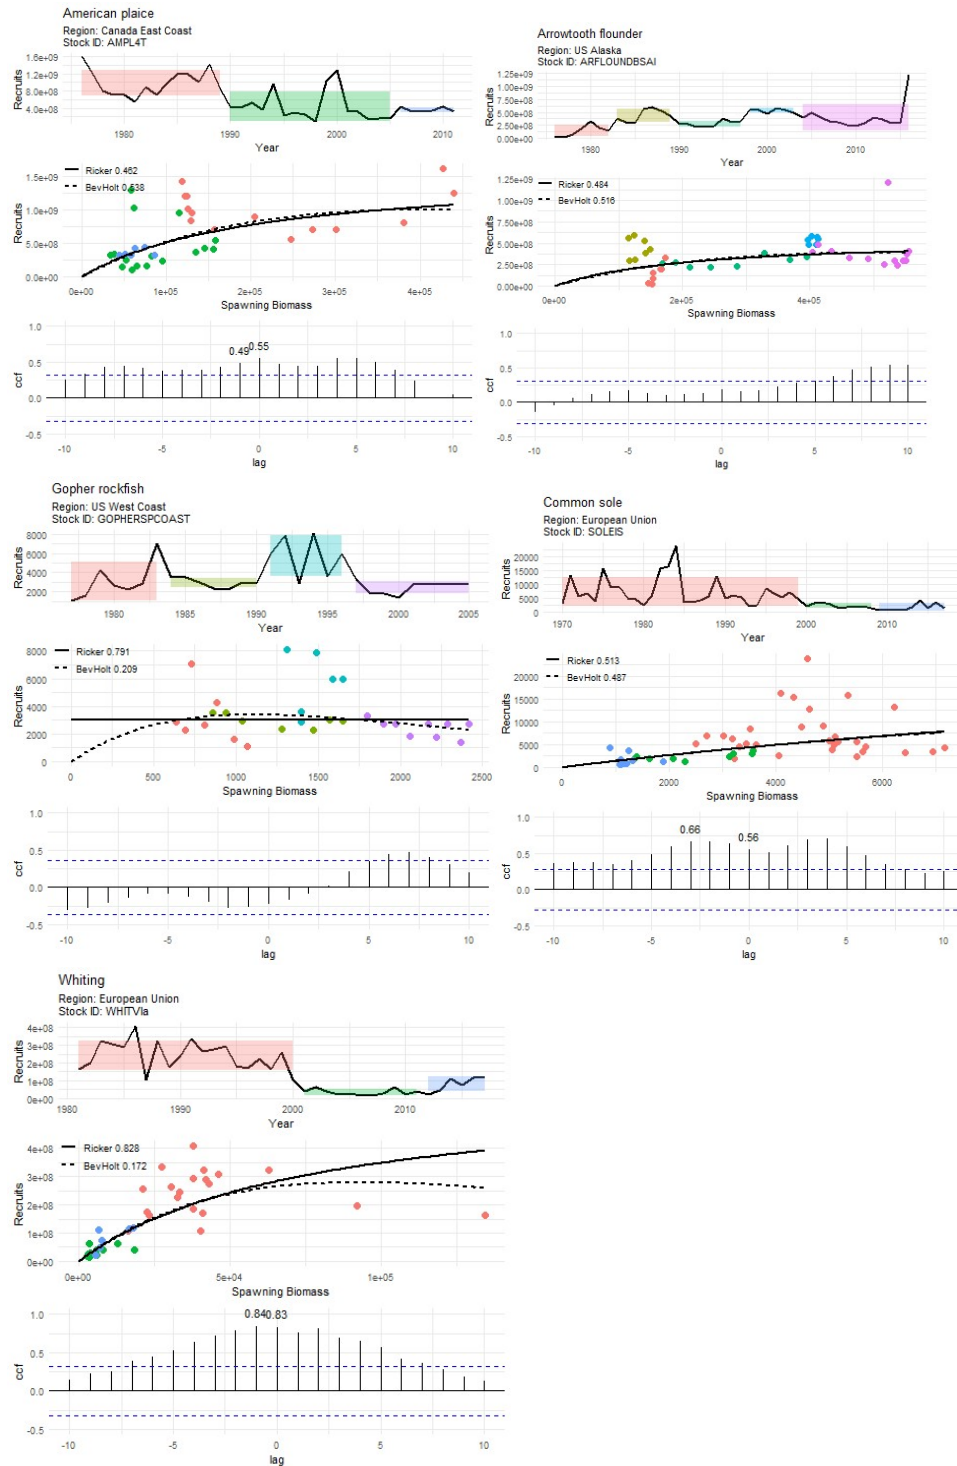 American plaice
Region: Canada East Coast
Stock ID: AMPL4T
Recruits
1.6e+09
1.2e+09
8.0e+08
4.0e+08
1980
1990
2000
2010
Year
Recruits
1.5e+09
1.0e+09
5.0e+08
0.0e+00
Ricker 0.462
BevHolt 0.538
0e+00
1e+05
2e+05
3e+05
4e+05
Spawning Biomass
ccf
1.0
0.5
0.0
-0.5
0.49
0.55
-10
-5
0
5
10
lag
Arrowtooth flounder
Region: US Alaska
Stock ID: ARFLOUNDBSAI
Recruits
1.25e+09
1.00e+09
7.50e+08
5.00e+08
2.50e+08
0.00e+00
1980
1990
2000
2010
Year
Recruits
1.25e+09
1.00e+09
7.50e+08
5.00e+08
2.50e+08
0.00e+00
Ricker 0.484
BevHolt 0.516
0e+00
2e+05
4e+05
Spawning Biomass
ccf
1.0
0.5
0.0
-0.5
-10
-5
0
5
10
lag
Gopher rockfish
Region: US West Coast
Stock ID: GOPHERSPCOAST
Recruits
8000
6000
4000
2000
1980
1985
1990
1995
2000
2005
Year
Recruits
8000
6000
4000
2000
0
Ricker 0.791
BevHolt 0.209
0
500
1000
1500
2000
2500
Spawning Biomass
ccf
1.0
0.5
0.0
-0.5
-10
-5
0
5
10
lag
Common sole
Region: European Union
Stock ID: SOLEIS
Recruits
20000
15000
10000
5000
0
1970
1980
1990
2000
2010
Year
Recruits
20000
15000
10000
5000
0
Ricker 0.513
BevHolt 0.487
0
2000
4000
6000
Spawning Biomass
ccf
1.0
0.5
0.0
-0.5
0.66
0.56
-10
-5
0
5
10
lag
Whiting
Region: European Union
Stock ID: WHITVIa
Recruits
4e+08
3e+08
2e+08
1e+08
0e+00
1980
1990
2000
2010
Year
Recruits
4e+08
3e+08
2e+08
1e+08
0e+00
Ricker 0.828
BevHolt 0.172
0e+00
5e+04
1e+05
Spawning Biomass
ccf
1.0
0.5
0.0
-0.5
0.84
0.83
-10
-5
0
5
10
lag